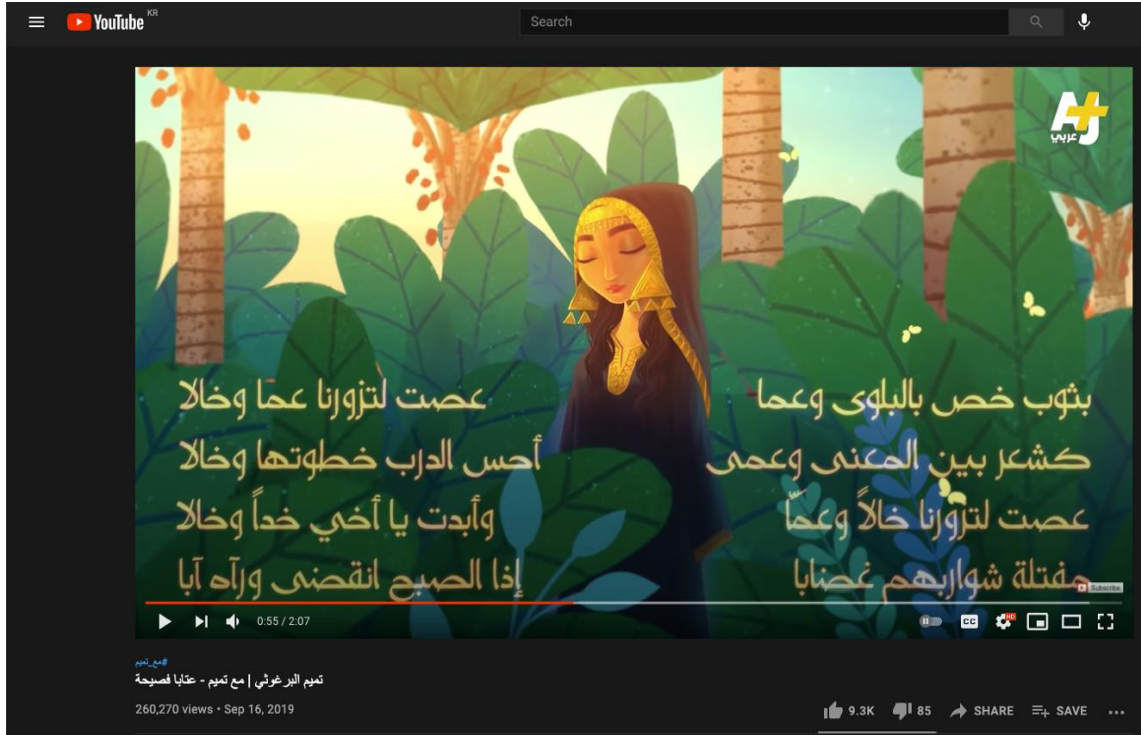 YouTube KR
Search
A+J
عربي
عصت لتزورنا عما وخالا بثوب خص بالبلوى وعما
أحس الدرب خطوتها وخالا كشعر بين المعنى وعمى
وأبدت يا أخي خداً وخالا عصت لتزورنا خالاً وعمّا
إذا الصبح انقضى ورآه آبا مفتلة شواربهم غضابا
Subscribe
0:55 / 2:07
CC
HD
#مع_تميم
تميم البرغوثي | مع تميم - عتابا فصيحة
260,270 views • Sep 16, 2019
9.3K 85 SHARE SAVE